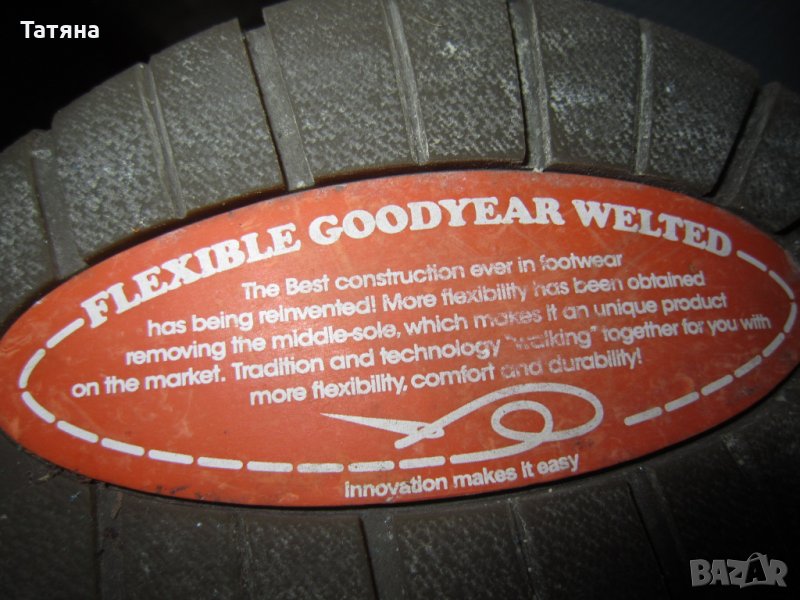 Татяна
FLEXIBLE GOODYEAR WELTED
The Best construction ever in footwear
has being reinvented! More flexibility has been obtained
removing the middle-sole, which makes it an unique product
on the market. Tradition and technology "walking" together for you with
more flexibility, comfort and durability!
Innovation makes it easy
BAZAR